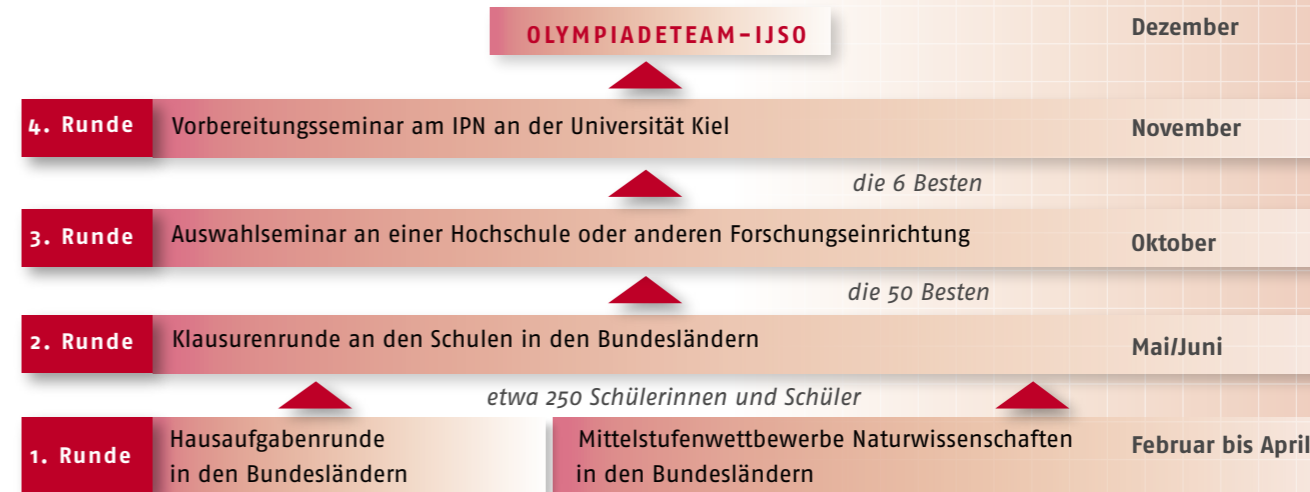 OLYMPIADETEAM-IJSO
Dezember
4. Runde
Vorbereitungsseminar am IPN an der Universität Kiel
November
die 6 Besten
3. Runde
Auswahlseminar an einer Hochschule oder anderen Forschungseinrichtung
Oktober
die 50 Besten
2. Runde
Klausurenrunde an den Schulen in den Bundesländern
Mai/Juni
etwa 250 Schülerinnen und Schüler
1. Runde
Hausaufgabenrunde
in den Bundesländern
Mittelstufenwettbewerbe Naturwissenschaften
in den Bundesländern
Februar bis April